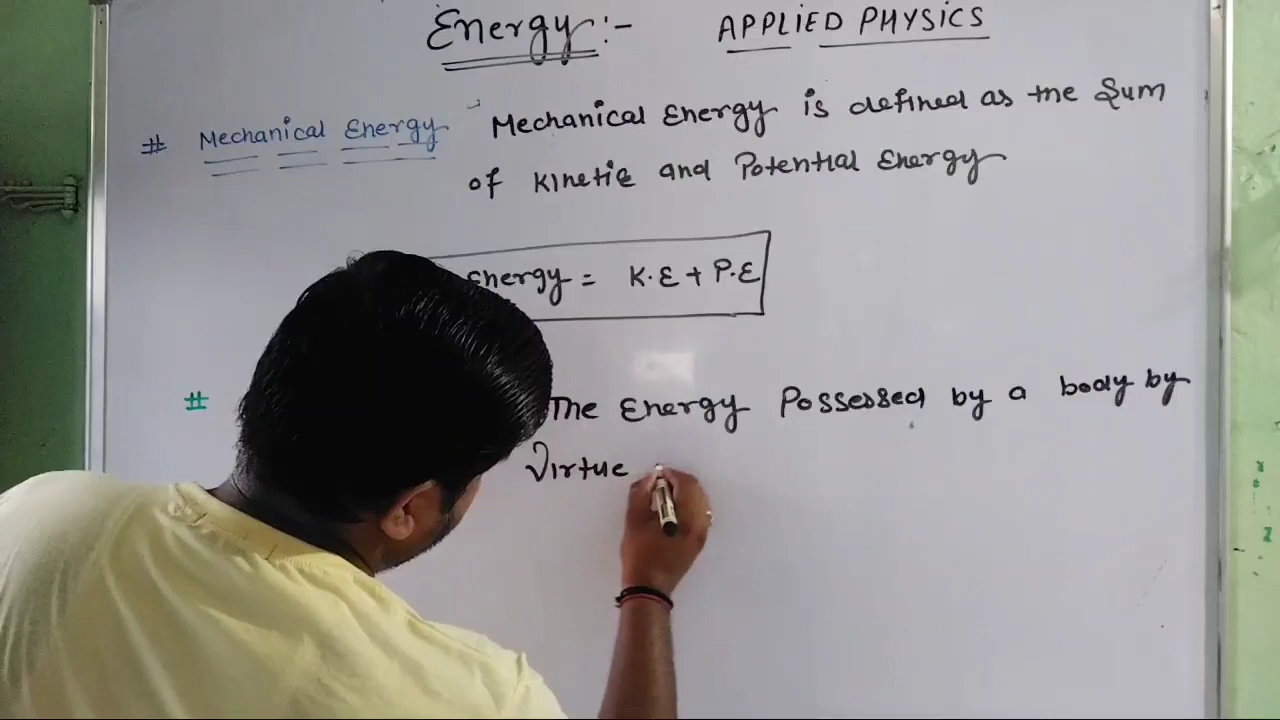 Energy:- APPLIED PHYSICS
# Mechanical Energy Mechanical Energy is defined as the Sum
of Kinetic and Potential Energy
Energy = K.E + P.E
# The Energy Possessed by a body by
Virtue